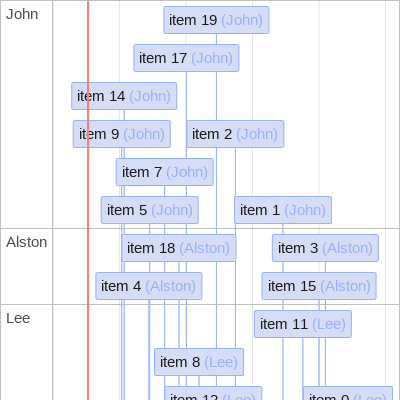 John
item 19 (John)
item 17 (John)
item 14 (John)
item 9 (John)
item 2 (John)
item 7 (John)
item 5 (John)
item 1 (John)
Alston
item 18 (Alston)
item 3 (Alston)
item 4 (Alston)
item 15 (Alston)
Lee
item 11 (Lee)
item 8 (Lee)
item 12 (Lee)
item 0 (Lee)